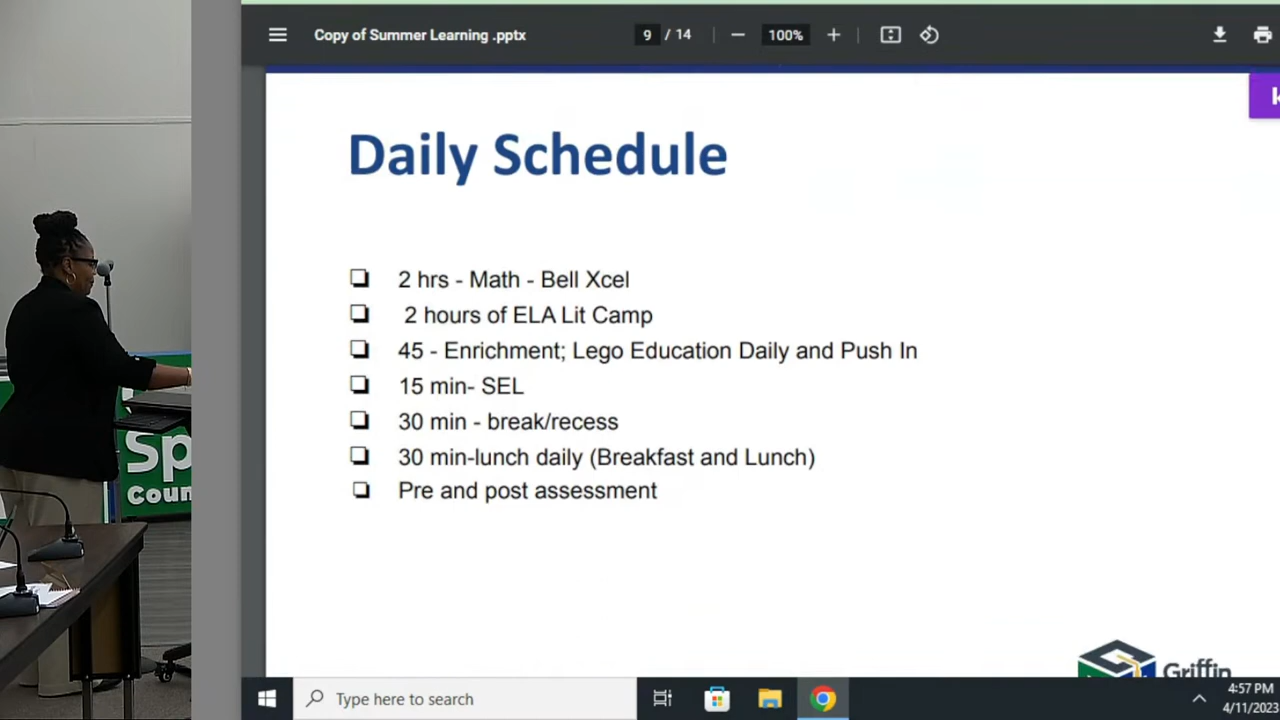 Copy of Summer Learning .pptx
9 / 14
100%
Daily Schedule
2 hrs - Math - Bell Xcel
2 hours of ELA Lit Camp
45 - Enrichment; Lego Education Daily and Push In
15 min- SEL
30 min - break/recess
30 min-lunch daily (Breakfast and Lunch)
Pre and post assessment
Sp
Coun
Griffin
Type here to search
4:57 PM
4/11/2023